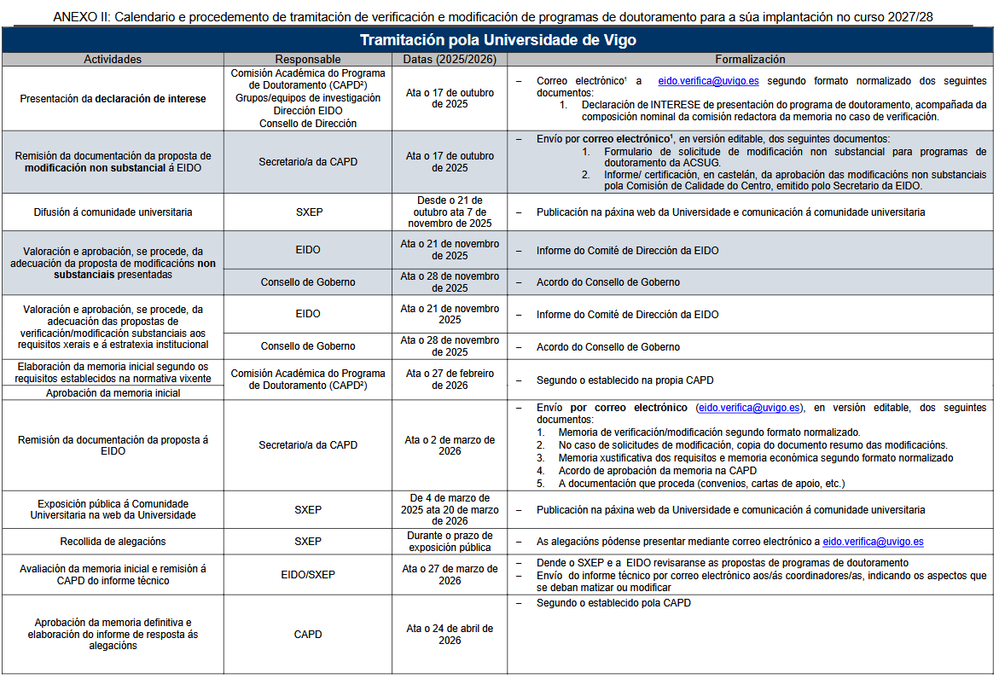 ANEXO II: Calendario e procedemento de tramitación de verificación e modificación de programas de doutoramento para a súa implantación no curso 2027/28
Tramitación pola Universidade de Vigo
Actividades
Responsable
Datas (2025/2026)
Formalización
Presentación da declaración de interese
Comisión Académica do Programa
de Doutoramento (CAPD²)
Grupos/equipos de investigación
Dirección EIDO
Consello de Dirección
Ata o 17 de outubro
de 2025
– Correo electrónico¹ a eido.verifica@uvigo.es segundo formato normalizado dos seguintes
documentos:
1. Declaración de INTERESE de presentación do programa de doutoramento, acompañada da
composición nominal da comisión redactora da memoria no caso de verificación.
Remisión da documentación da proposta de
modificación non substancial á EIDO
Secretario/a da CAPD
Ata o 17 de outubro
de 2025
– Envío por correo electrónico¹, en versión editable, dos seguintes documentos:
1. Formulario de solicitude de modificación non substancial para programas de
doutoramento da ACSUG.
2. Informe/ certificación, en castelán, da aprobación das modificacións non substanciais
pola Comisión de Calidade do Centro, emitido polo Secretario da EIDO.
Difusión á comunidade universitaria
SXEP
Desde o 21 de
outubro ata 7 de
novembro de 2025
– Publicación na páxina web da Universidade e comunicación á comunidade universitaria
Valoración e aprobación, se procede, da
adecuación da proposta de modificacións non
substanciais presentadas
EIDO
Ata o 21 de novembro
de 2025
– Informe do Comité de Dirección da EIDO
Consello de Goberno
Ata o 28 de novembro
de 2025
– Acordo do Consello de Goberno
Valoración e aprobación, se procede, da
adecuación das propostas de
verificación/modificación substanciais aos
requisitos xerais e á estratexia institucional
EIDO
Ata o 21 de novembro
2025
– Informe do Comité de Dirección da EIDO
Consello de Goberno
Ata o 28 de novembro
de 2025
– Acordo do Consello de Goberno
Elaboración da memoria inicial segundo os
requisitos establecidos na normativa vixente
Aprobación da memoria inicial
Comisión Académica do Programa
de Doutoramento (CAPD²)
Ata o 27 de febreiro
de 2026
– Segundo o establecido na propia CAPD
Remisión da documentación da proposta á
EIDO
Secretario/a da CAPD
Ata o 2 de marzo de
2026
– Envío por correo electrónico (eido.verifica@uvigo.es), en versión editable, dos seguintes
documentos:
1. Memoria de verificación/modificación segundo formato normalizado.
2. No caso de solicitudes de modificación, copia do documento resumo das modificacións.
3. Memoria xustificativa dos requisitos e memoria económica segundo formato normalizado
4. Acordo de aprobación da memoria na CAPD
5. A documentación que proceda (convenios, cartas de apoio, etc.)
Exposición pública á Comunidade
Universitaria na web da Universidade
SXEP
De 4 de marzo de
2025 ata 20 de marzo
de 2026
– Publicación na páxina web da Universidade e comunicación á comunidade universitaria
Recollida de alegacións
SXEP
Durante o prazo de
exposición pública
– As alegacións pódense presentar mediante correo electrónico a eido.verifica@uvigo.es
Avaliación da memoria inicial e remisión á
CAPD do informe técnico
EIDO/SXEP
Ata o 27 de marzo de
2026
– Dende o SXEP e a EIDO revisaranse as propostas de programas de doutoramento
– Envío do informe técnico por correo electrónico aos/ás coordinadores/as, indicando os aspectos que
se deban matizar ou modificar
Aprobación da memoria definitiva e
elaboración do informe de resposta ás
alegacións
CAPD
Ata o 24 de abril de
2026
– Segundo o establecido pola CAPD